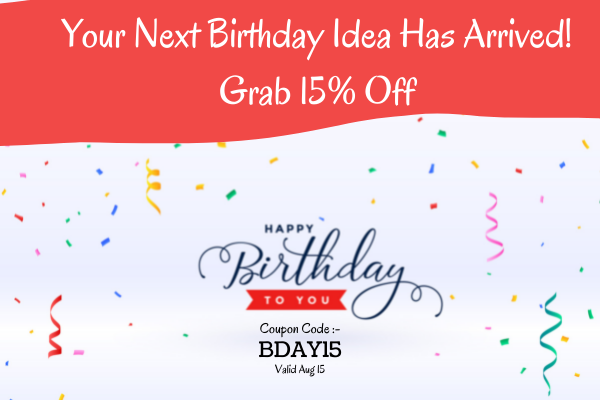 Your Next Birthday Idea Has Arrived!
Grab 15% Off
HAPPY
Birthday
TO YOU
Coupon Code :-
BDAY15
Valid Aug 15